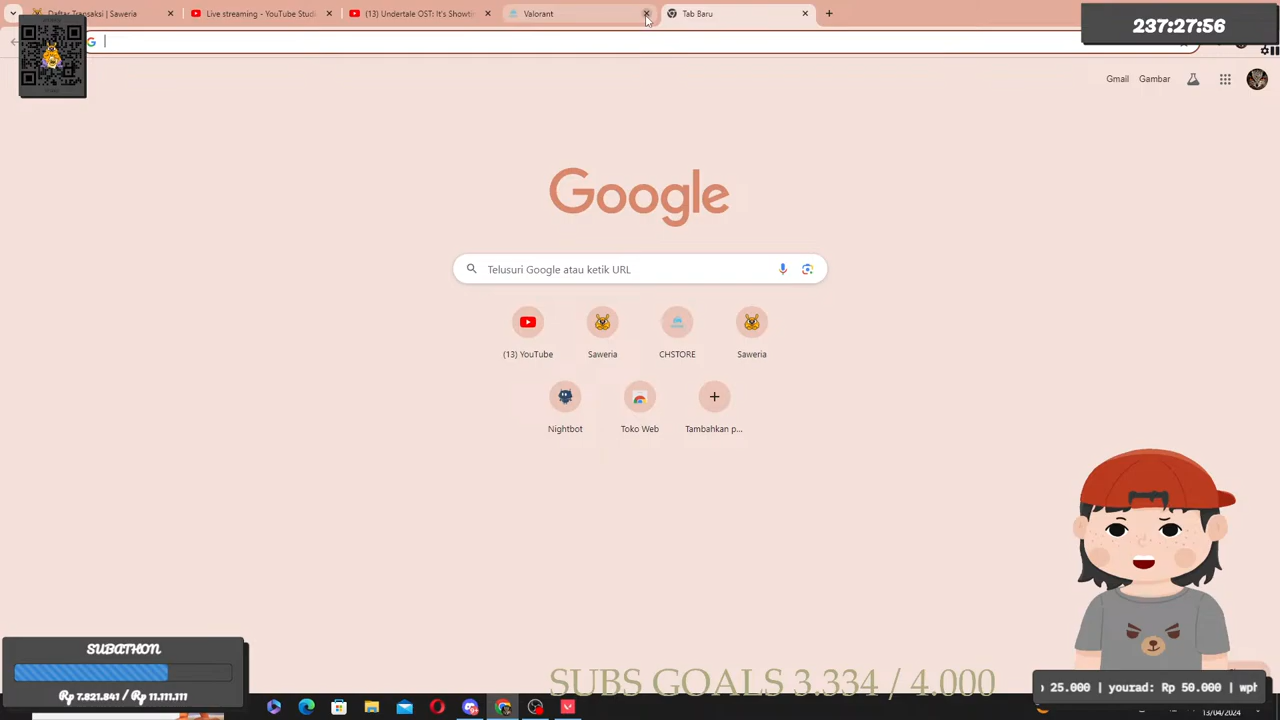 Daftar Transaksi | Saweria
Live streaming - YouTube Studi
(13) Undertale OST: It's Showtin
Valorant
Tab Baru
237:27:56
Gmail
Gambar
Google
Telusuri Google atau ketik URL
(13) YouTube
Saweria
CHSTORE
Saweria
Nightbot
Toko Web
Tambahkan p...
SUBATHON
Rp 7.821.841 / Rp 11.111.111
SUBS GOALS 3.334 / 4.000
25.000 | yourad: Rp 50.000 | wph
13/04/2024